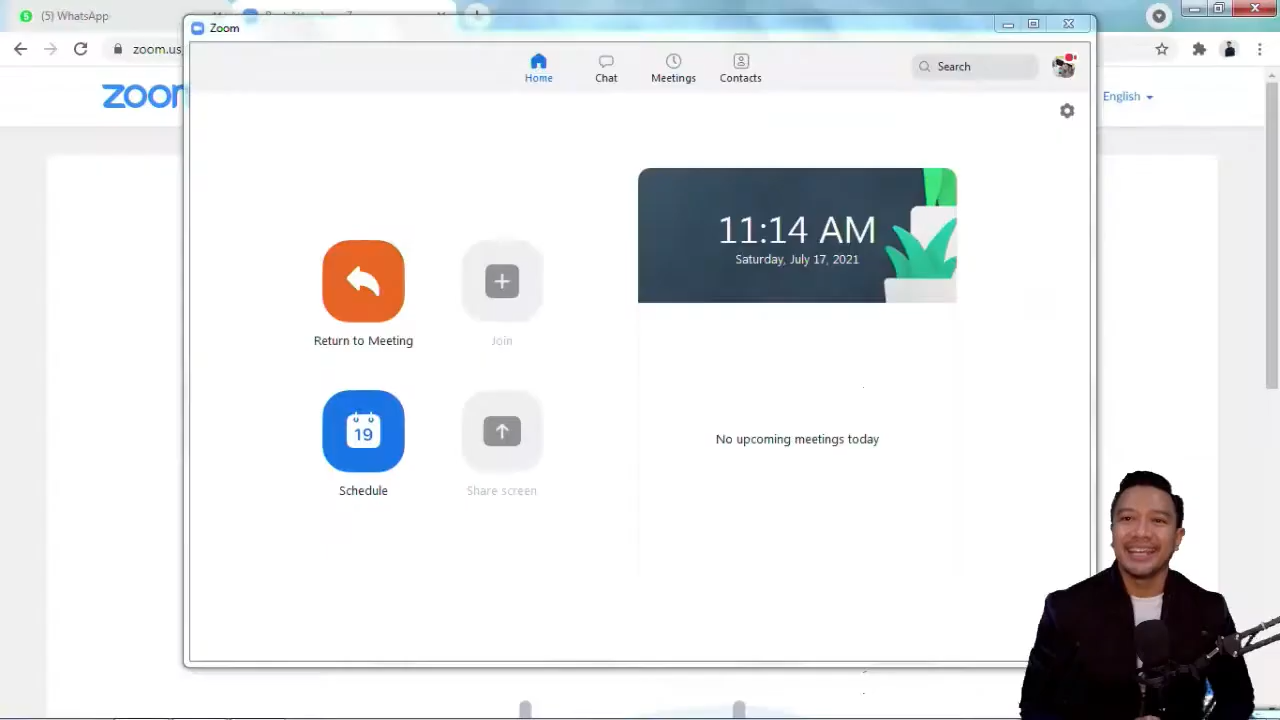 (5) WhatsApp
Zoom
zoom.us
Home
Chat
Meetings
Contacts
Search
zoom
English
11:14 AM
Saturday, July 17, 2021
Return to Meeting
Join
No upcoming meetings today
19
Schedule
Share screen